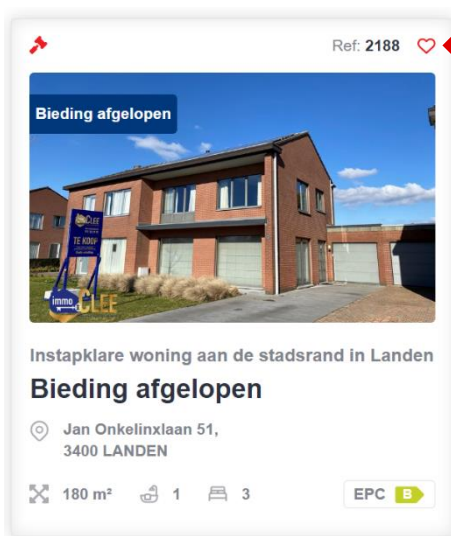 Ref: 2188
Bieding afgelopen
CLEE
TE KOOP
immo CLEE
Instapklare woning aan de stadsrand in Landen
Bieding afgelopen
Jan Onkelinxlaan 51,
3400 LANDEN
180 m² 1 3 EPC B